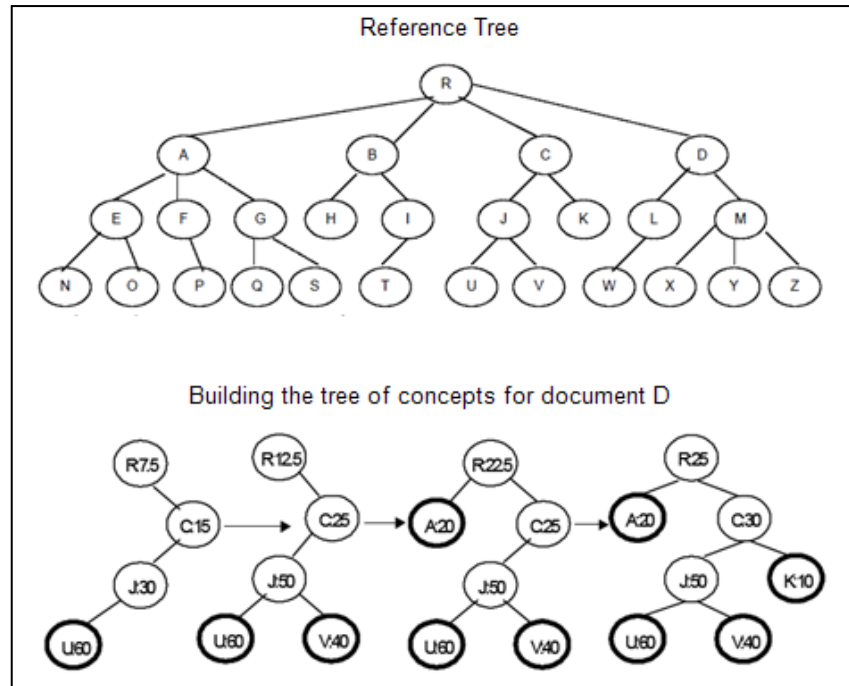 Reference Tree
R
A B C D
E F G H I J K L M
N O P Q S T U V W X Y Z
Building the tree of concepts for document D
R:7.5 R:12.5 R:22.5 R:25
C:15 C:25 A:20 C:25 A:20 C:30
J:30 J:50 J:50 J:50 K:10
U:60 U:60 V:40 U:60 V:40 U:60 V:40